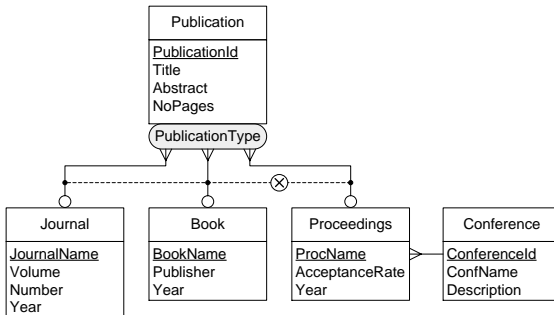 Publication
PublicationId
Title
Abstract
NoPages
PublicationType
Journal
JournalName
Volume
Number
Year
Book
BookName
Publisher
Year
Proceedings
ProcName
AcceptanceRate
Year
Conference
ConferenceId
ConfName
Description